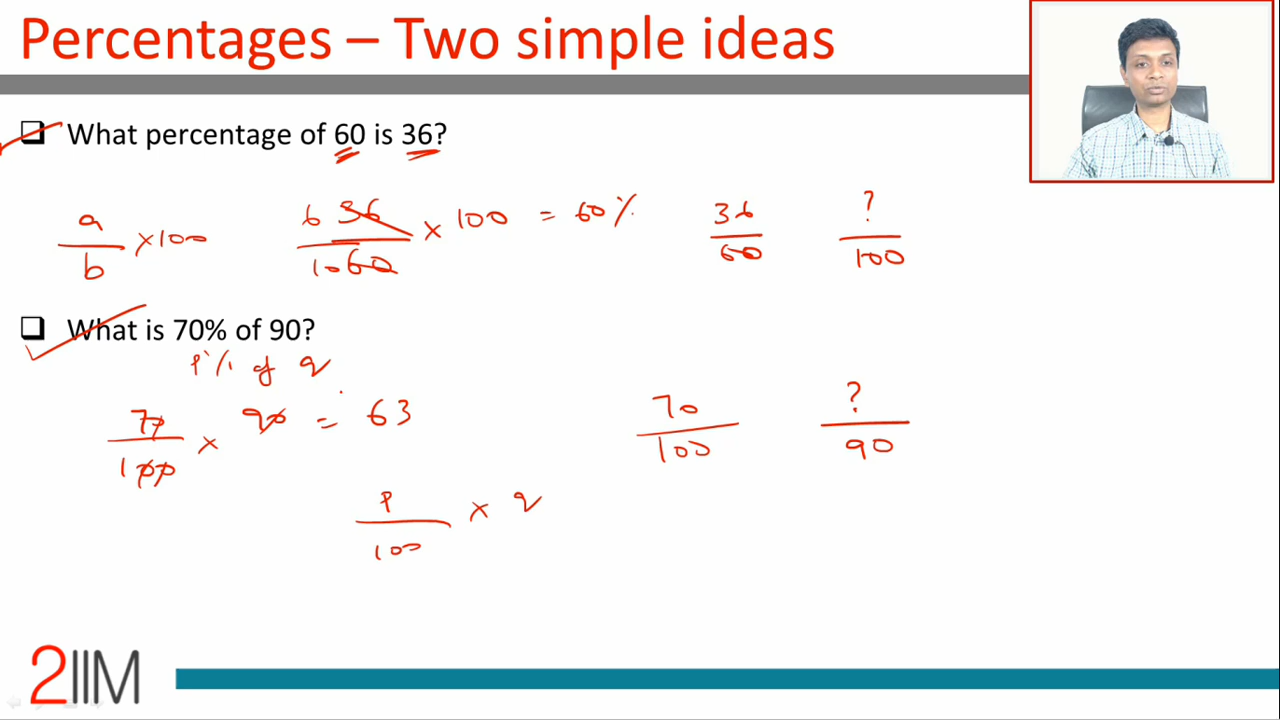 Percentages – Two simple ideas
❑ What percentage of 60 is 36?
a/b ×100
6 36/10 60 × 100 = 60%
36/60
?/100
❑ What is 70% of 90?
P% of q
70/100 × 90 = 63
70/100
?/90
P/100 × q
2IIM